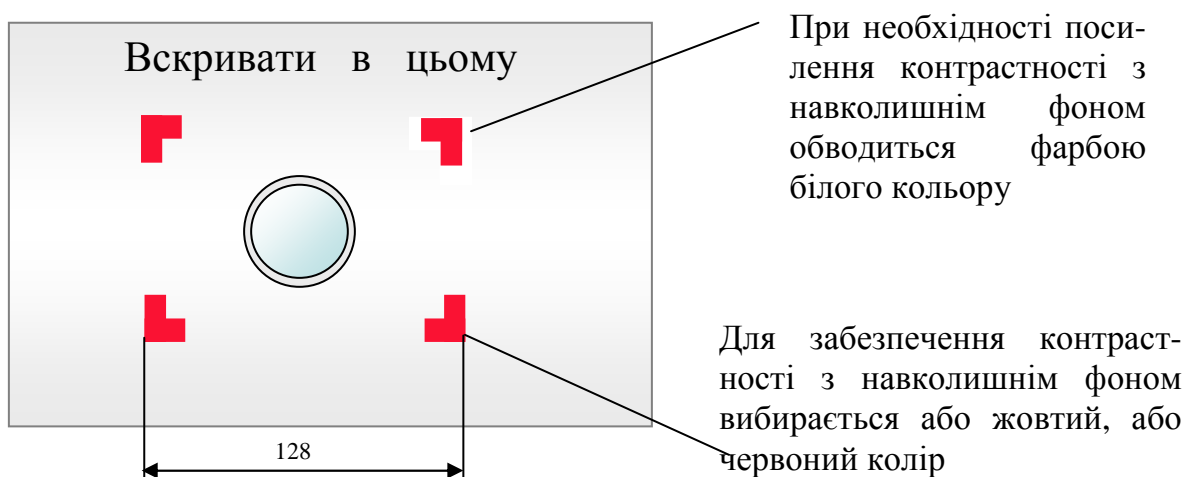 Вскривати в цьому
При необхідності поси-
лення контрастності з
навколишнім фоном
обводиться фарбою
білого кольору
Для забезпечення контраст-
ності з навколишнім фоном
вибирається або жовтий, або
червоний колір
128